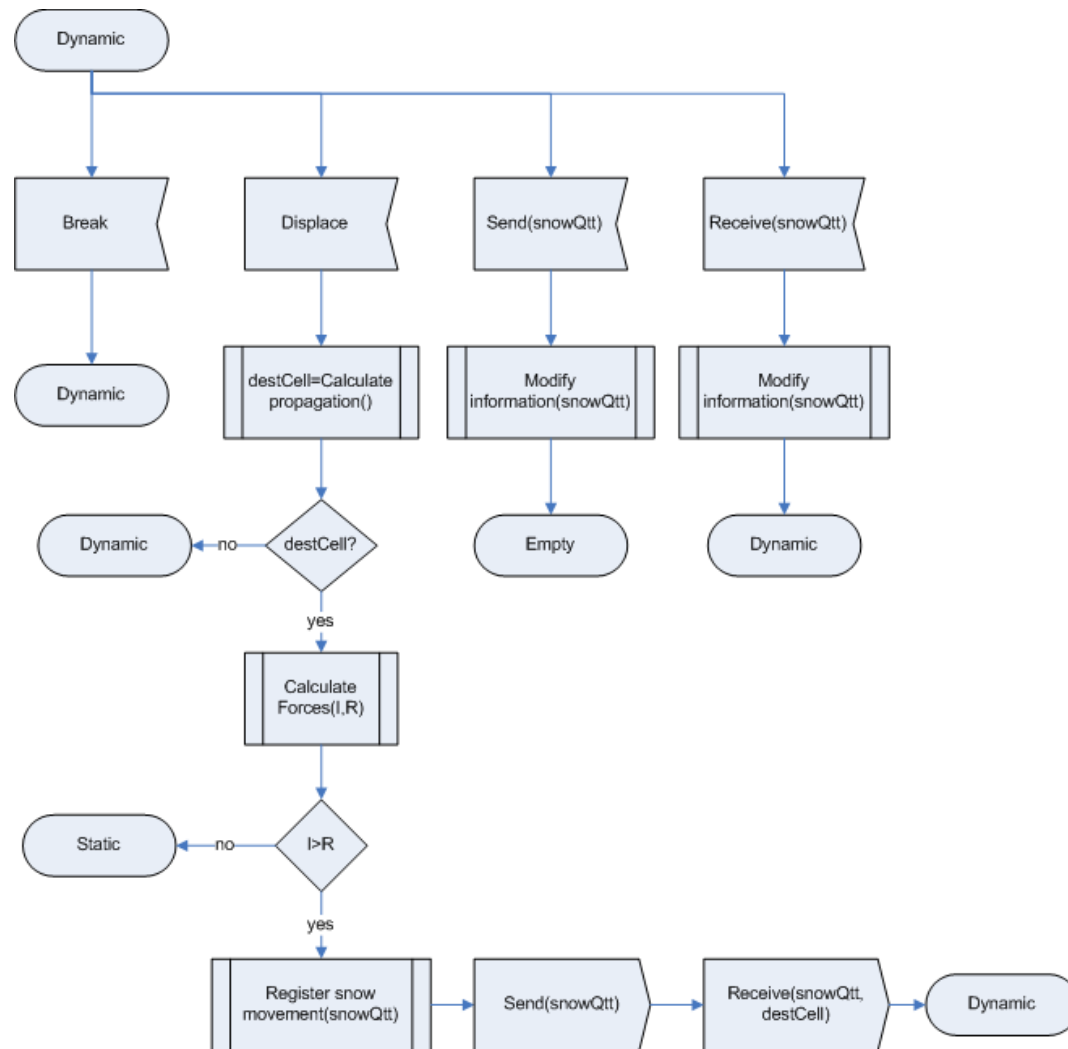 Dynamic
Break
Displace
Send(snowQtt)
Receive(snowQtt)
Dynamic
destCell=Calculate
propagation()
Modify
information(snowQtt)
Modify
information(snowQtt)
Dynamic
no
destCell?
Empty
Dynamic
yes
Calculate
Forces(I,R)
Static
no
I>R
yes
Register snow
movement(snowQtt)
Send(snowQtt)
Receive(snowQtt,
destCell)
Dynamic